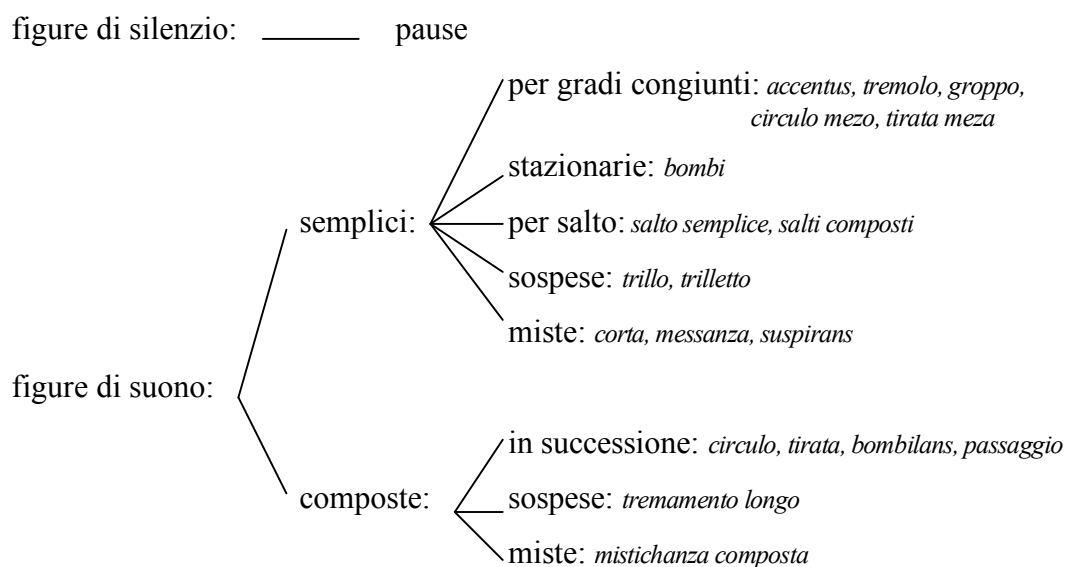 figure di silenzio: pause
per gradi congiunti: accentus, tremolo, groppo,
circulo mezo, tirata meza
stazionarie: bombi
semplici: per salto: salto semplice, salti composti
sospese: trillo, trilletto
miste: corta, messanza, suspirans
figure di suono:
in successione: circulo, tirata, bombilans, passaggio
composte: sospese: tremamento longo
miste: mistichanza composta